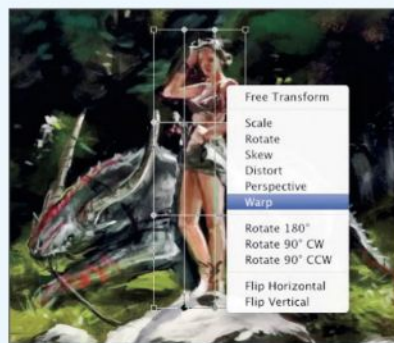 Free Transform
Scale
Rotate
Skew
Distort
Perspective
Warp
Rotate 180°
Rotate 90° CW
Rotate 90° CCW
Flip Horizontal
Flip Vertical